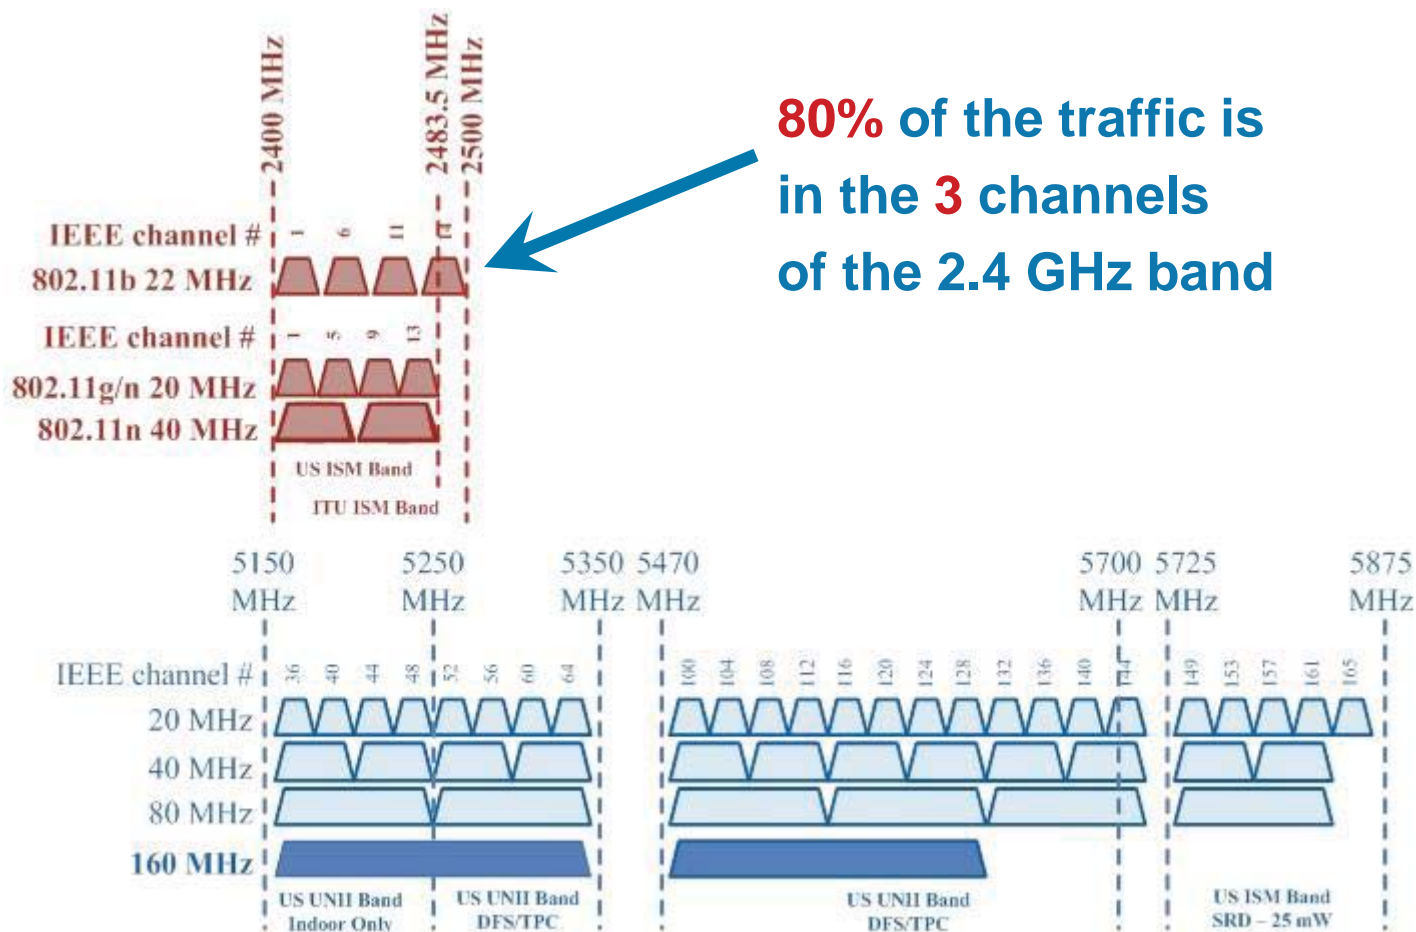 2400 MHz
2483.5 MHz
2500 MHz
80% of the traffic is
in the 3 channels
of the 2.4 GHz band
IEEE channel # 1 6 11 14
802.11b 22 MHz
IEEE channel # 1 5 9 13
802.11g/n 20 MHz
802.11n 40 MHz
US ISM Band
ITU ISM Band
5150 5250 5350 5470 5700 5725 5875
MHz MHz MHz MHz MHz MHz MHz
IEEE channel # 36 40 44 48 52 56 60 64 100 104 108 112 116 120 124 128 132 136 140 144 149 153 157 161 165
20 MHz
40 MHz
80 MHz
160 MHz
US UNII Band
Indoor Only
US UNII Band
DFS/TPC
US UNII Band
DFS/TPC
US ISM Band
SRD – 25 mW